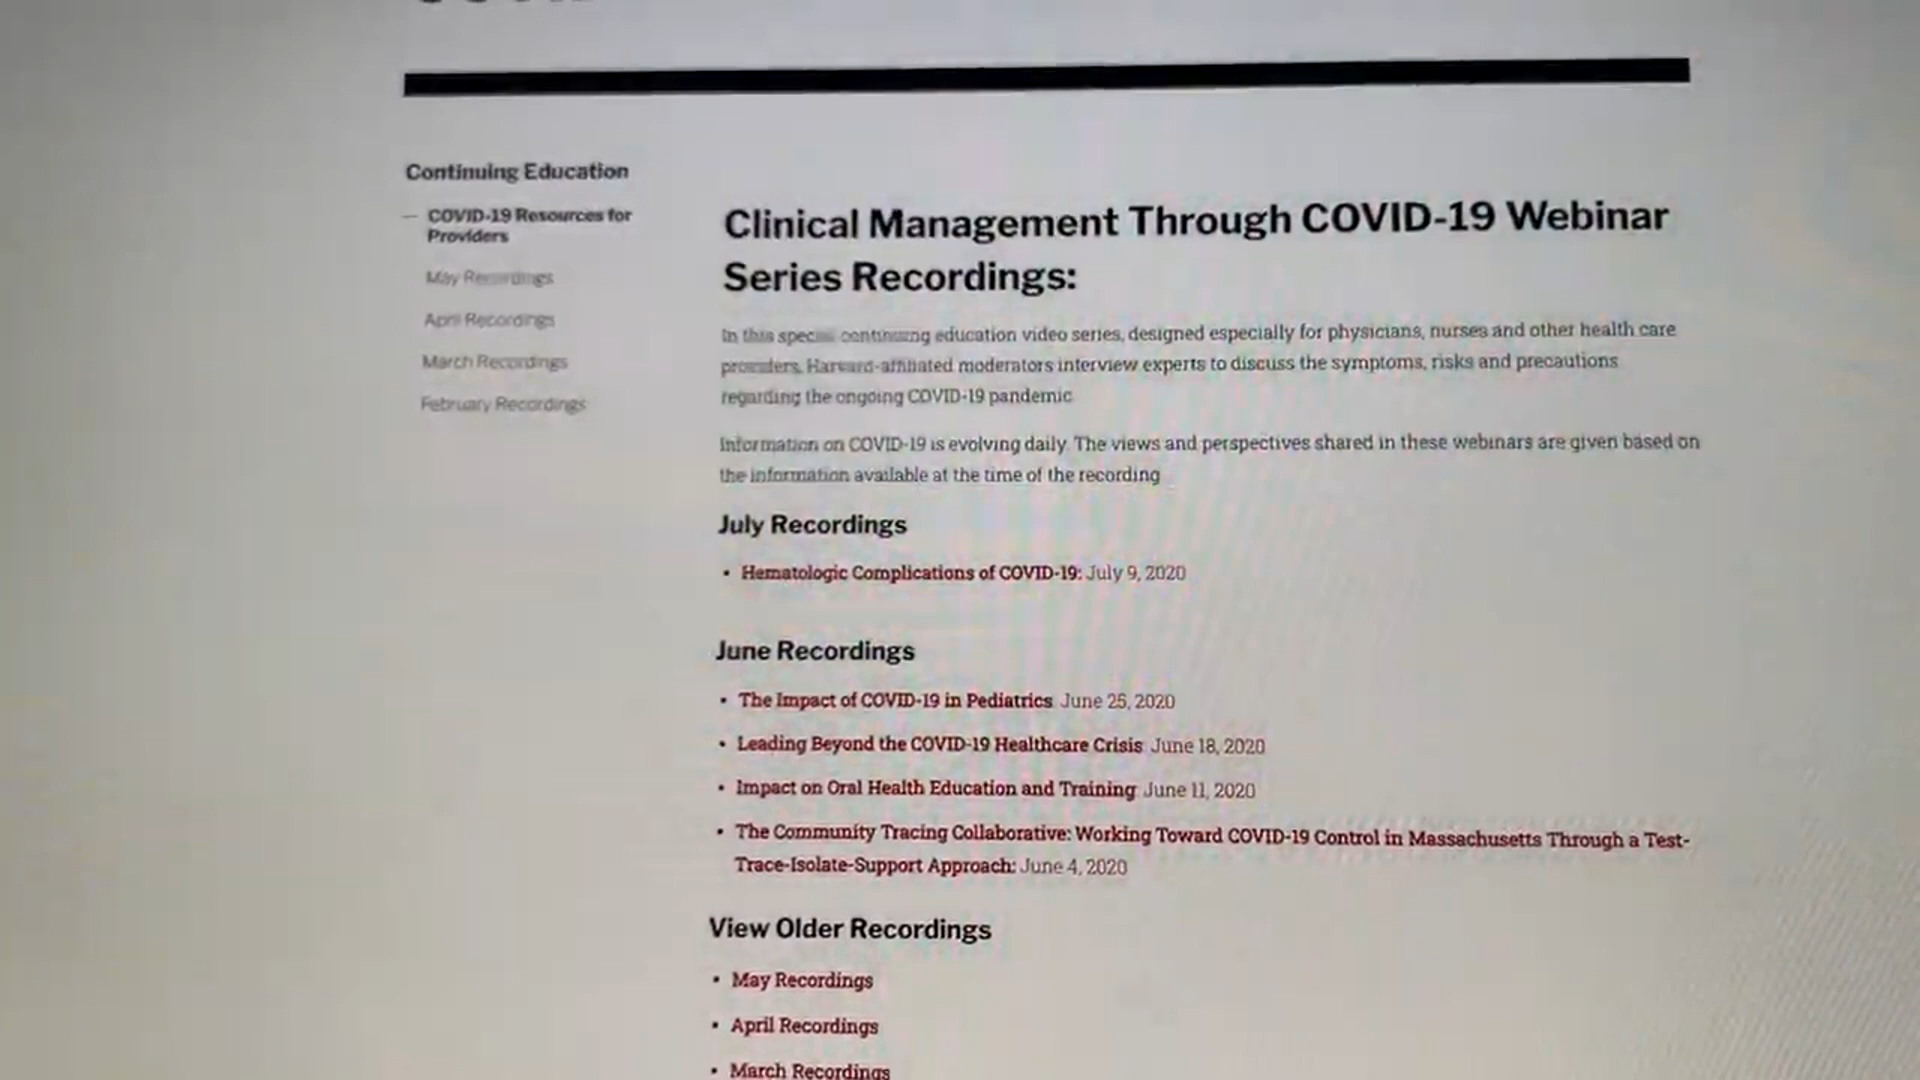 Continuing Education
— COVID-19 Resources for
Providers
May Recordings
April Recordings
March Recordings
February Recordings
Clinical Management Through COVID-19 Webinar
Series Recordings:
In this special continuing education video series, designed especially for physicians, nurses and other health care
providers, Harvard-affiliated moderators interview experts to discuss the symptoms, risks and precautions
regarding the ongoing COVID-19 pandemic.
Information on COVID-19 is evolving daily. The views and perspectives shared in these webinars are given based on
the information available at the time of the recording.
July Recordings
• Hematologic Complications of COVID-19: July 9, 2020
June Recordings
• The Impact of COVID-19 in Pediatrics: June 25, 2020
• Leading Beyond the COVID-19 Healthcare Crisis: June 18, 2020
• Impact on Oral Health Education and Training: June 11, 2020
• The Community Tracing Collaborative: Working Toward COVID-19 Control in Massachusetts Through a Test-
Trace-Isolate-Support Approach: June 4, 2020
View Older Recordings
• May Recordings
• April Recordings
• March Recordings